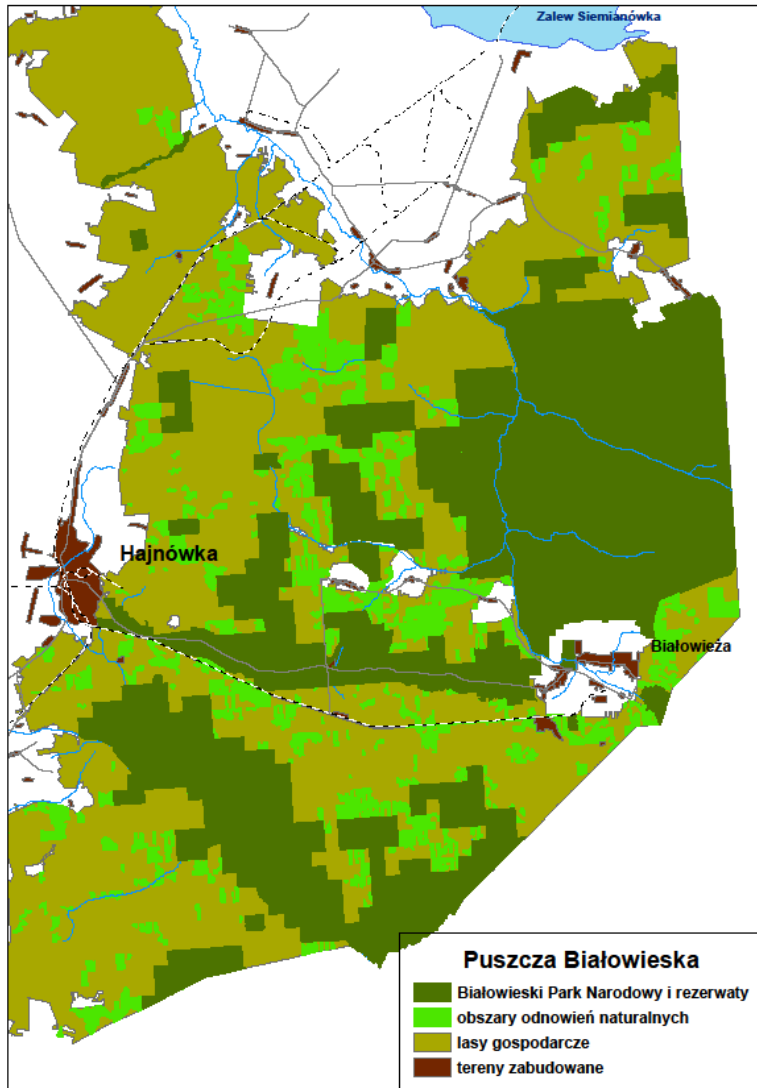 Zalew Siemianówka
Hajnówka
Białowieża
Puszcza Białowieska
Białowieski Park Narodowy i rezerwaty
obszary odnowień naturalnych
lasy gospodarcze
tereny zabudowane